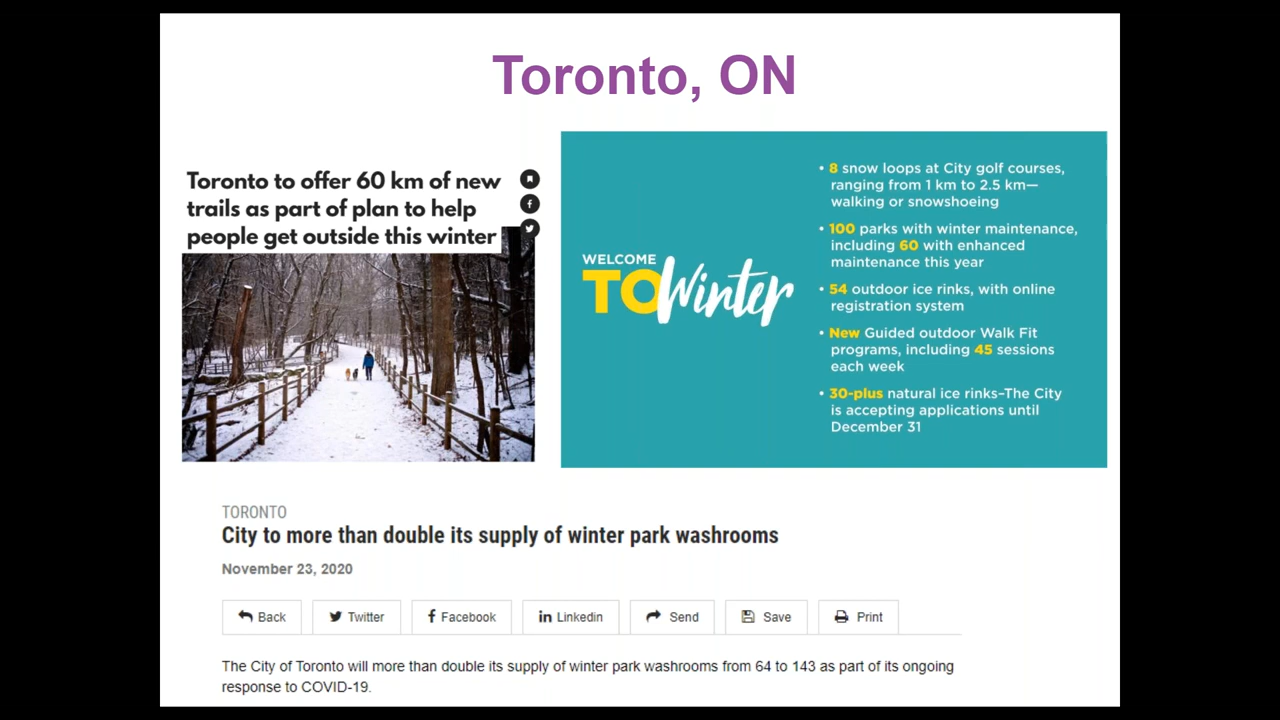 Toronto, ON
Toronto to offer 60 km of new
trails as part of plan to help
people get outside this winter
WELCOME
TOWinter
• 8 snow loops at City golf courses,
ranging from 1 km to 2.5 km—
walking or snowshoeing
• 100 parks with winter maintenance,
including 60 with enhanced
maintenance this year
• 54 outdoor ice rinks, with online
registration system
• New Guided outdoor Walk Fit
programs, including 45 sessions
each week
• 30-plus natural ice rinks–The City
is accepting applications until
December 31
TORONTO
City to more than double its supply of winter park washrooms
November 23, 2020
Back Twitter Facebook Linkedin Send Save Print
The City of Toronto will more than double its supply of winter park washrooms from 64 to 143 as part of its ongoing
response to COVID-19.